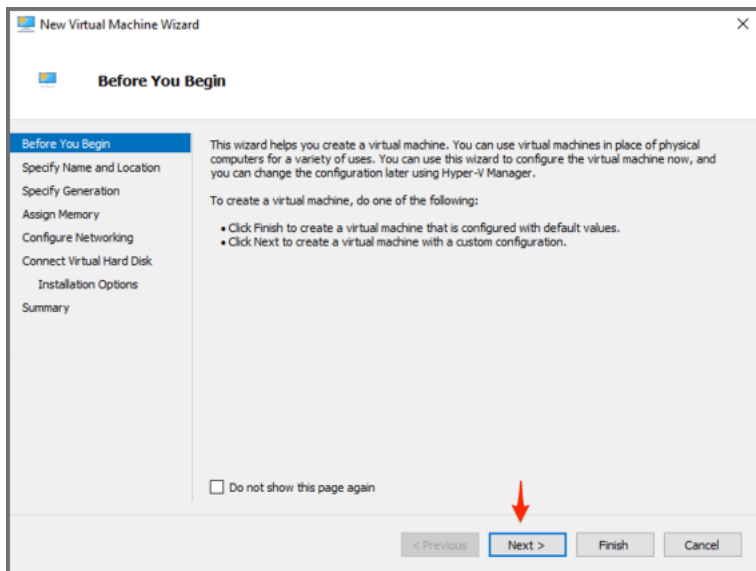 New Virtual Machine Wizard
Before You Begin
Before You Begin
Specify Name and Location
Specify Generation
Assign Memory
Configure Networking
Connect Virtual Hard Disk
Installation Options
Summary
This wizard helps you create a virtual machine. You can use virtual machines in place of physical
computers for a variety of uses. You can use this wizard to configure the virtual machine now, and
you can change the configuration later using Hyper-V Manager.
To create a virtual machine, do one of the following:
• Click Finish to create a virtual machine that is configured with default values.
• Click Next to create a virtual machine with a custom configuration.
Do not show this page again
< Previous Next > Finish Cancel